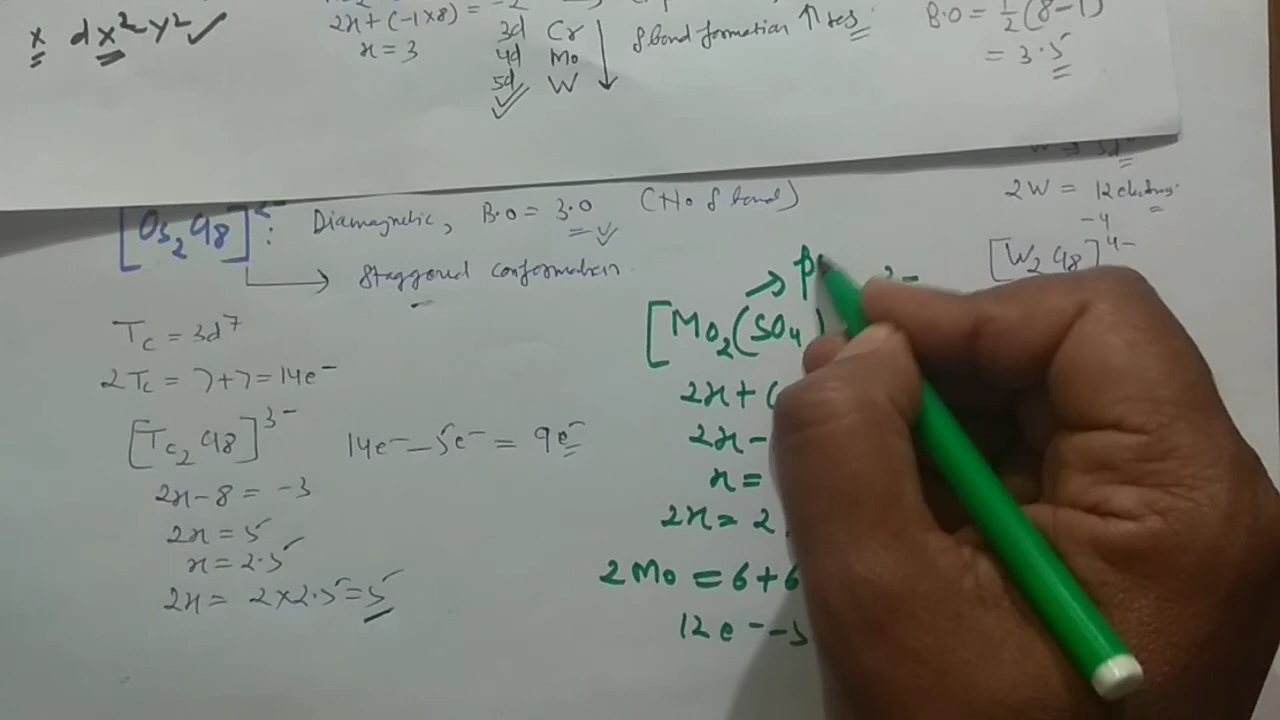 x dx²-y² ✓
2x+(-1×8) = -2
x = 3
3d Cr
4d Mo
5d W
δ bond formation ↑res
B.O = ½(8-1)
= 3.5
2W = 12 electrons
-4
[W₂Cl₈]⁴⁻
[Os₂Cl₈]²⁻: Diamagnetic, B.O = 3.0 (No δ bond)
Staggered conformation
Tc = 3d⁷
2Tc = 7+7 = 14e⁻
[Tc₂Cl₈]³⁻ 14e⁻ - 5e⁻ = 9e⁻
2x-8 = -3
2x = 5
x = 2.5
2x = 2×2.5 = 5
[Mo₂(SO₄)
2x+(
2x-
x =
2x = 2
2Mo = 6+6
12e⁻-5